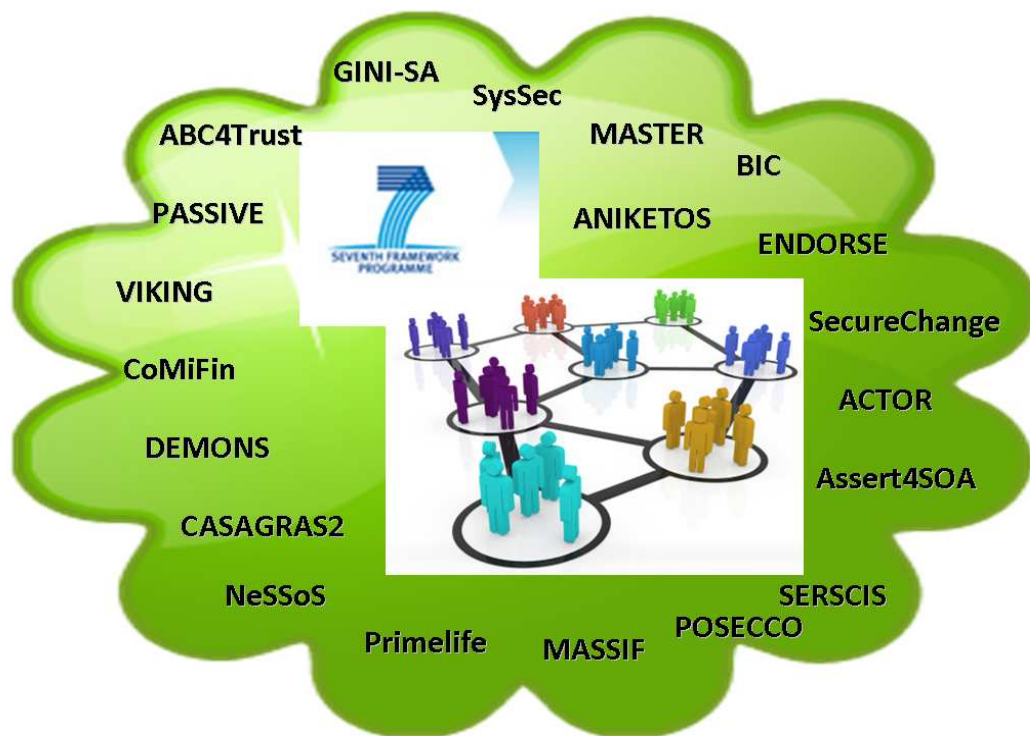 GINI-SA
SysSec
ABC4Trust
MASTER
BIC
PASSIVE
ANIKETOS
ENDORSE
SEVENTH FRAMEWORK
PROGRAMME
VIKING
SecureChange
CoMiFin
ACTOR
DEMONS
Assert4SOA
CASAGRAS2
NeSSoS
SERSCIS
POSECCO
Primelife
MASSIF